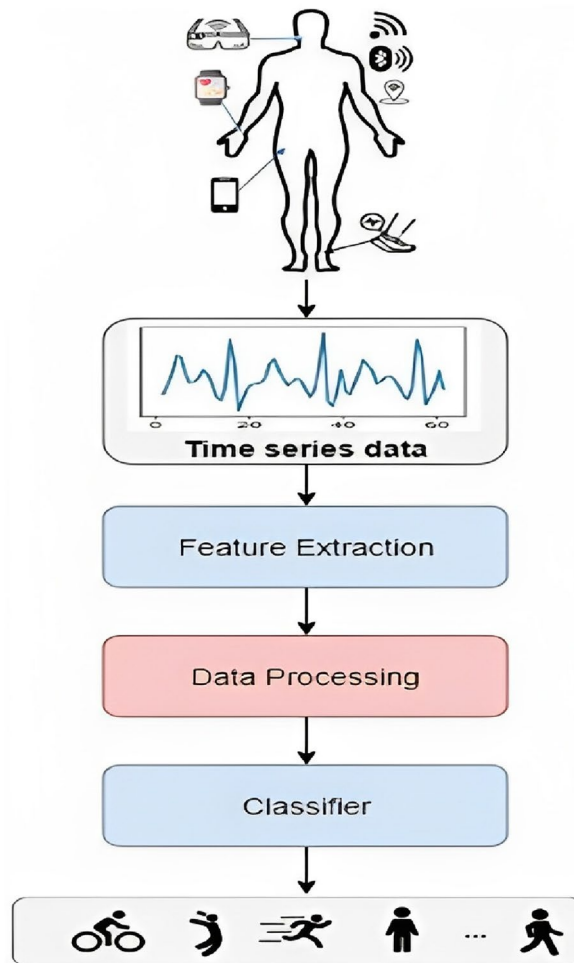 0 20 40 60
Time series data
Feature Extraction
Data Processing
Classifier
...